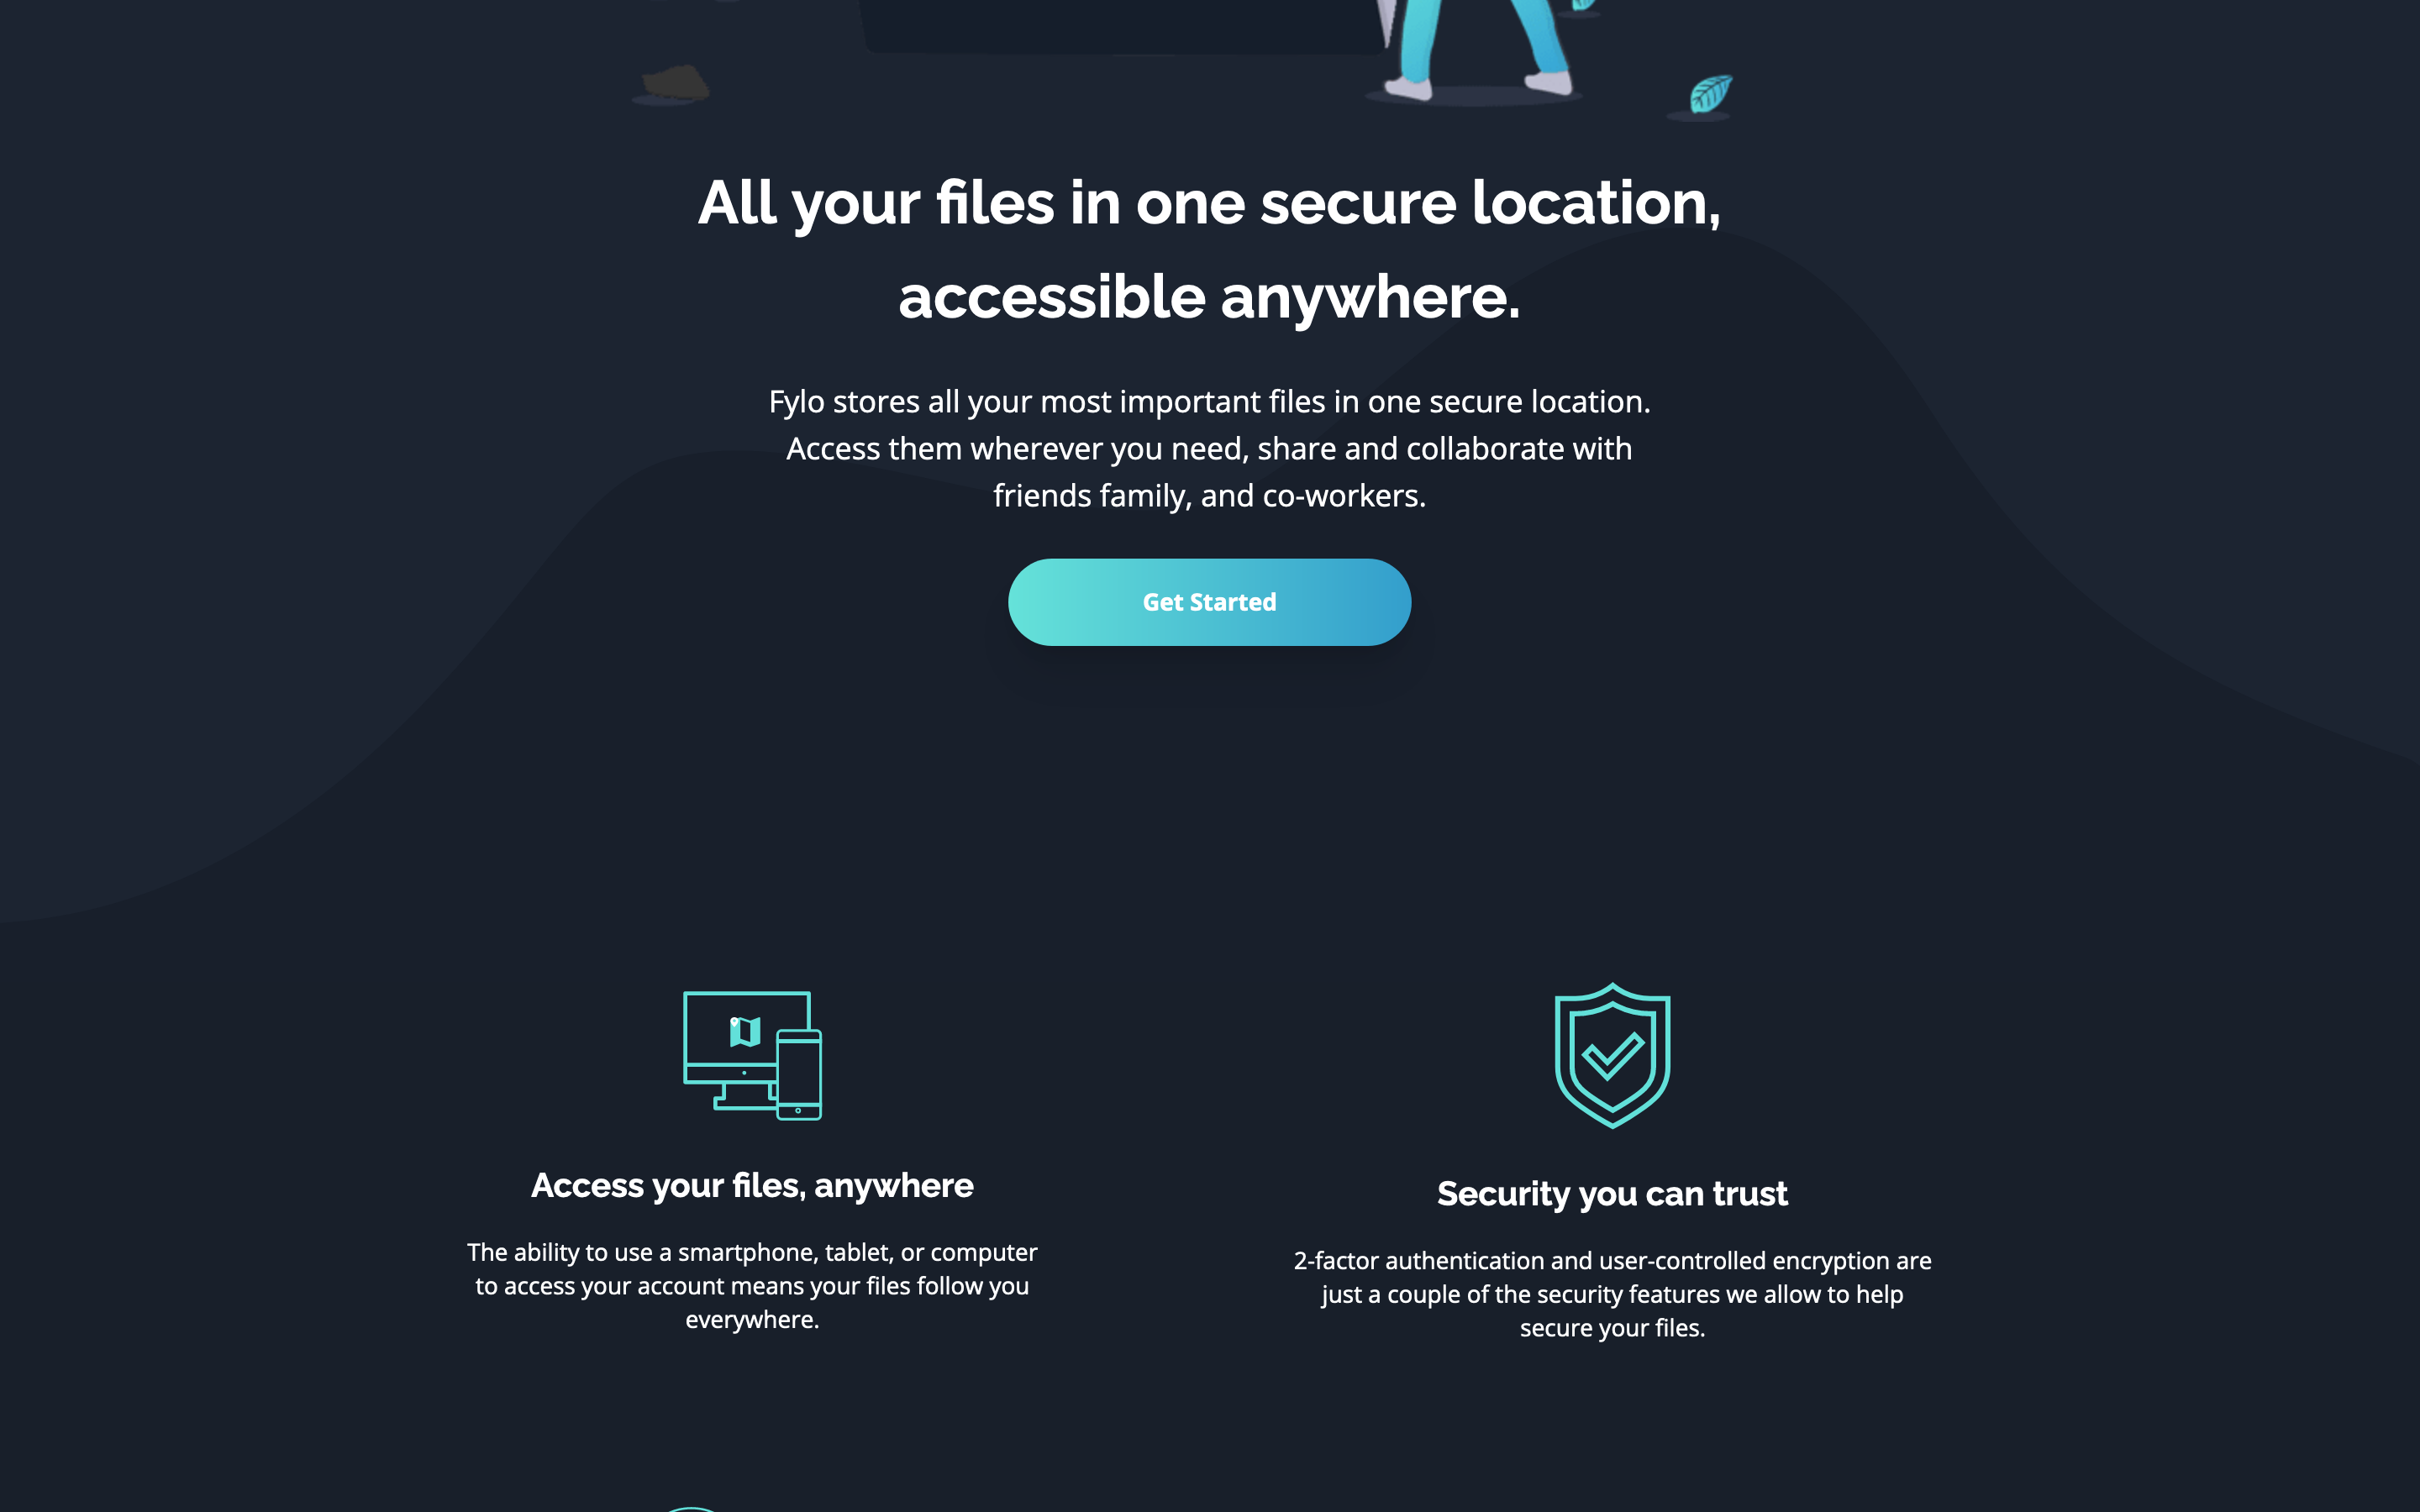 All your files in one secure location,
accessible anywhere.
Fylo stores all your most important files in one secure location.
Access them wherever you need, share and collaborate with
friends family, and co-workers.
Get Started
Access your files, anywhere
The ability to use a smartphone, tablet, or computer
to access your account means your files follow you
everywhere.
Security you can trust
2-factor authentication and user-controlled encryption are
just a couple of the security features we allow to help
secure your files.